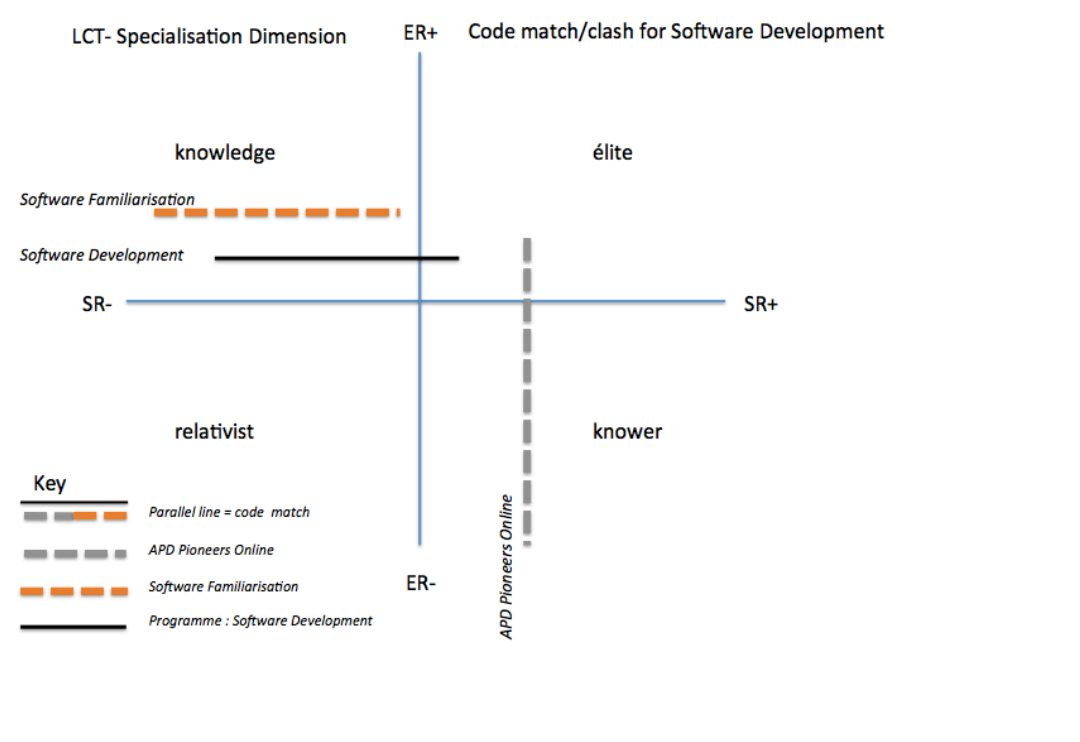 LCT- Specialisation Dimension
ER+
Code match/clash for Software Development
knowledge
élite
Software Familiarisation
Software Development
SR-
SR+
relativist
knower
Key
Parallel line = code match
APD Pioneers Online
Software Familiarisation
Programme : Software Development
ER-
APD Pioneers Online